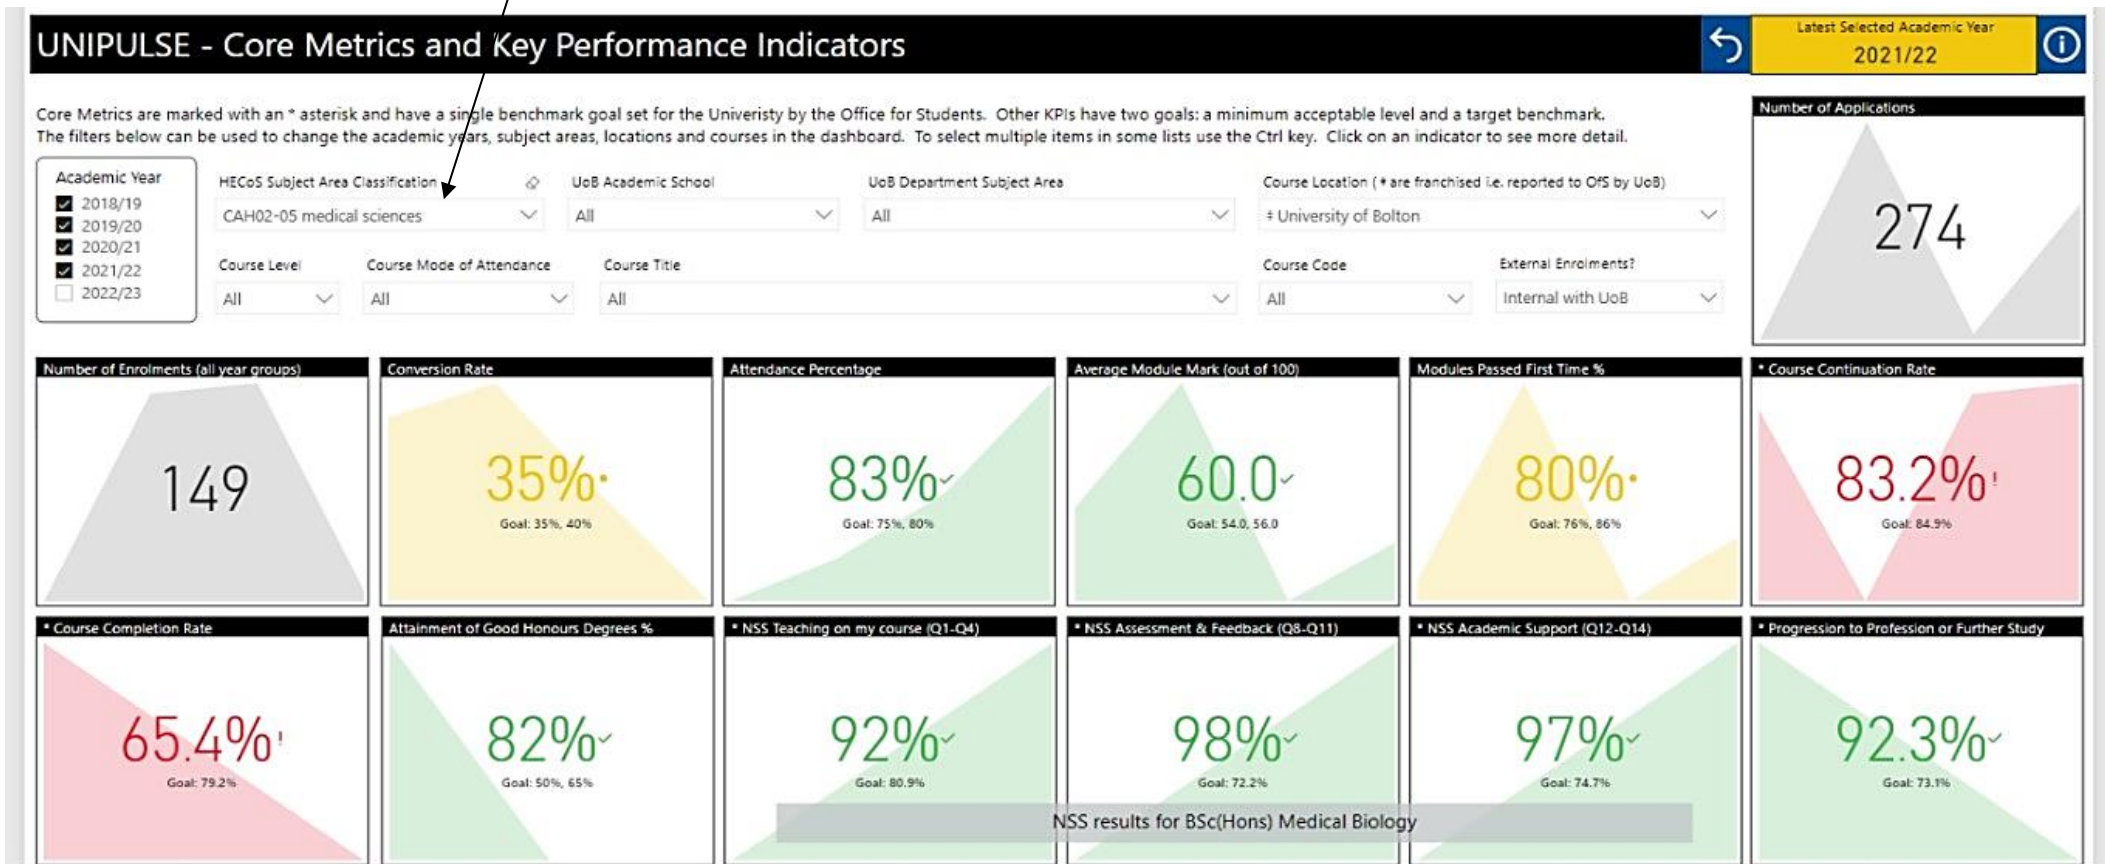 UNIPULSE - Core Metrics and Key Performance Indicators
Latest Selected Academic Year
2021/22
Core Metrics are marked with an * asterisk and have a single benchmark goal set for the Univeristy by the Office for Students. Other KPIs have two goals: a minimum acceptable level and a target benchmark.
The filters below can be used to change the academic years, subject areas, locations and courses in the dashboard. To select multiple items in some lists use the Ctrl key. Click on an indicator to see more detail.
Number of Applications
274
Academic Year
2018/19
2019/20
2020/21
2021/22
2022/23
HECoS Subject Area Classification
CAH02-05 medical sciences
UoB Academic School
All
UoB Department Subject Area
All
Course Location (‡ are franchised i.e. reported to OfS by UoB)
‡ University of Bolton
Course Level
All
Course Mode of Attendance
All
Course Title
All
Course Code
All
External Enrolments?
Internal with UoB
Number of Enrolments (all year groups)
149
Conversion Rate
35%
Goal: 35%, 40%
Attendance Percentage
83%
Goal: 75%, 80%
Average Module Mark (out of 100)
60.0
Goal: 54.0, 56.0
Modules Passed First Time %
80%
Goal: 76%, 86%
* Course Continuation Rate
83.2%!
Goal: 84.9%
* Course Completion Rate
65.4%!
Goal: 79.2%
Attainment of Good Honours Degrees %
82%
Goal: 50%, 65%
* NSS Teaching on my course (Q1-Q4)
92%
Goal: 80.9%
* NSS Assessment & Feedback (Q8-Q11)
98%
Goal: 72.2%
* NSS Academic Support (Q12-Q14)
97%
Goal: 74.7%
* Progression to Profession or Further Study
92.3%
Goal: 73.1%
NSS results for BSc(Hons) Medical Biology